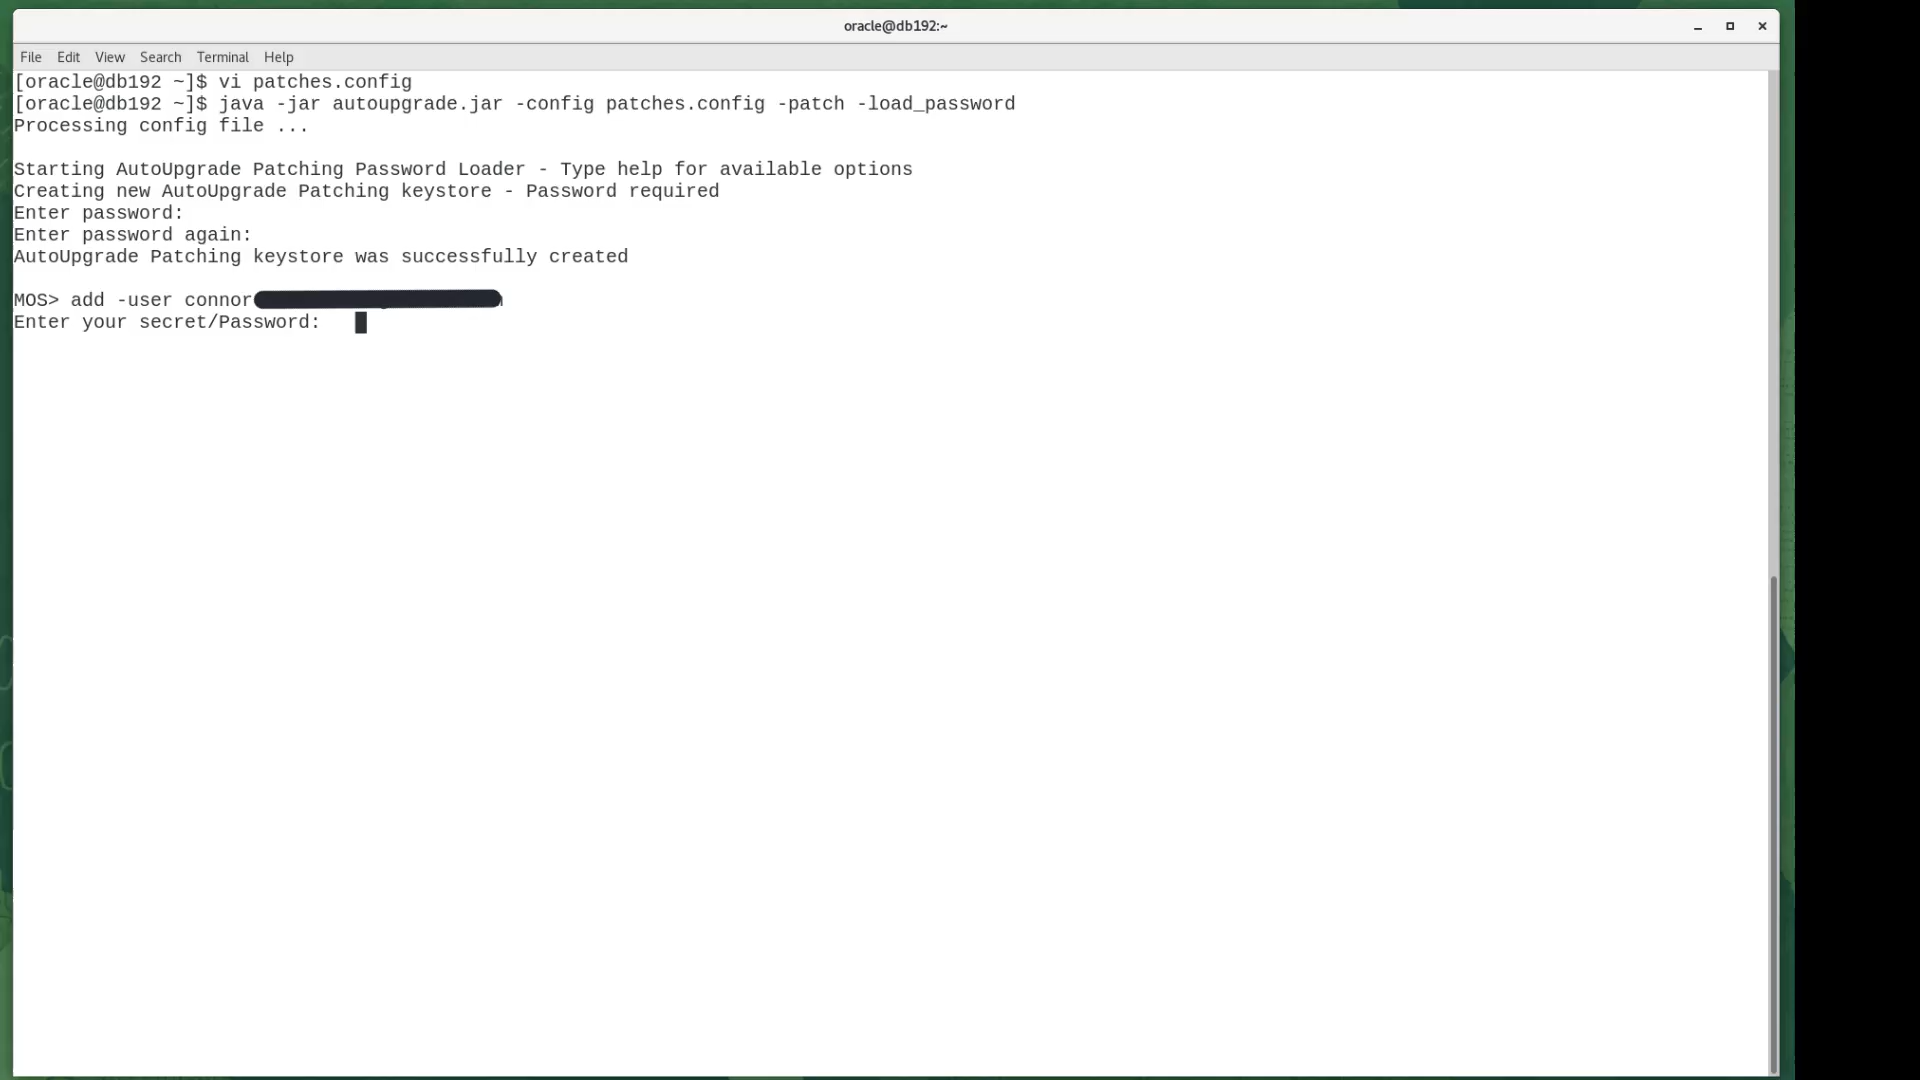 oracle@db192:~
File Edit View Search Terminal Help
[oracle@db192 ~]$ vi patches.config
[oracle@db192 ~]$ java -jar autoupgrade.jar -config patches.config -patch -load_password
Processing config file ...
Starting AutoUpgrade Patching Password Loader - Type help for available options
Creating new AutoUpgrade Patching keystore - Password required
Enter password:
Enter password again:
AutoUpgrade Patching keystore was successfully created
MOS> add -user connor
Enter your secret/Password: